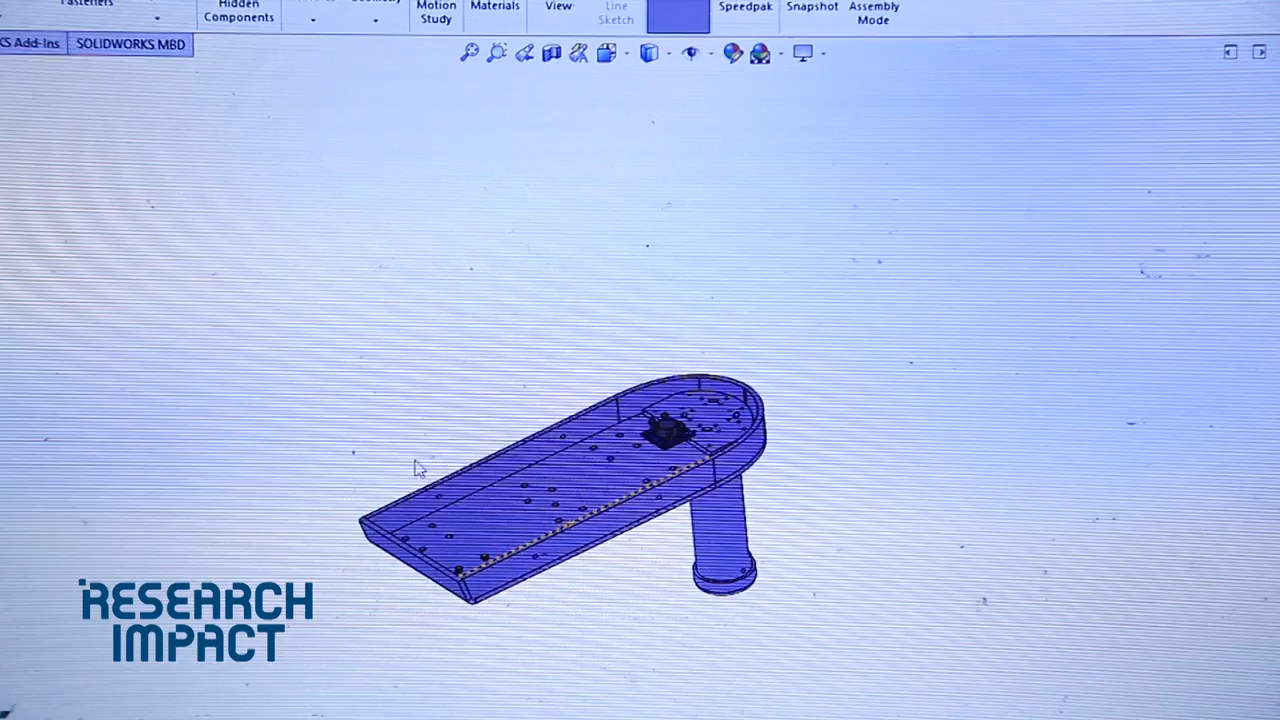 Fasteners
Hidden
Components
Motion
Study
Materials
View
Line
Sketch
Speedpak
Snapshot
Assembly
Mode
KS Add-Ins
SOLIDWORKS MBD
RESEARCH
IMPACT